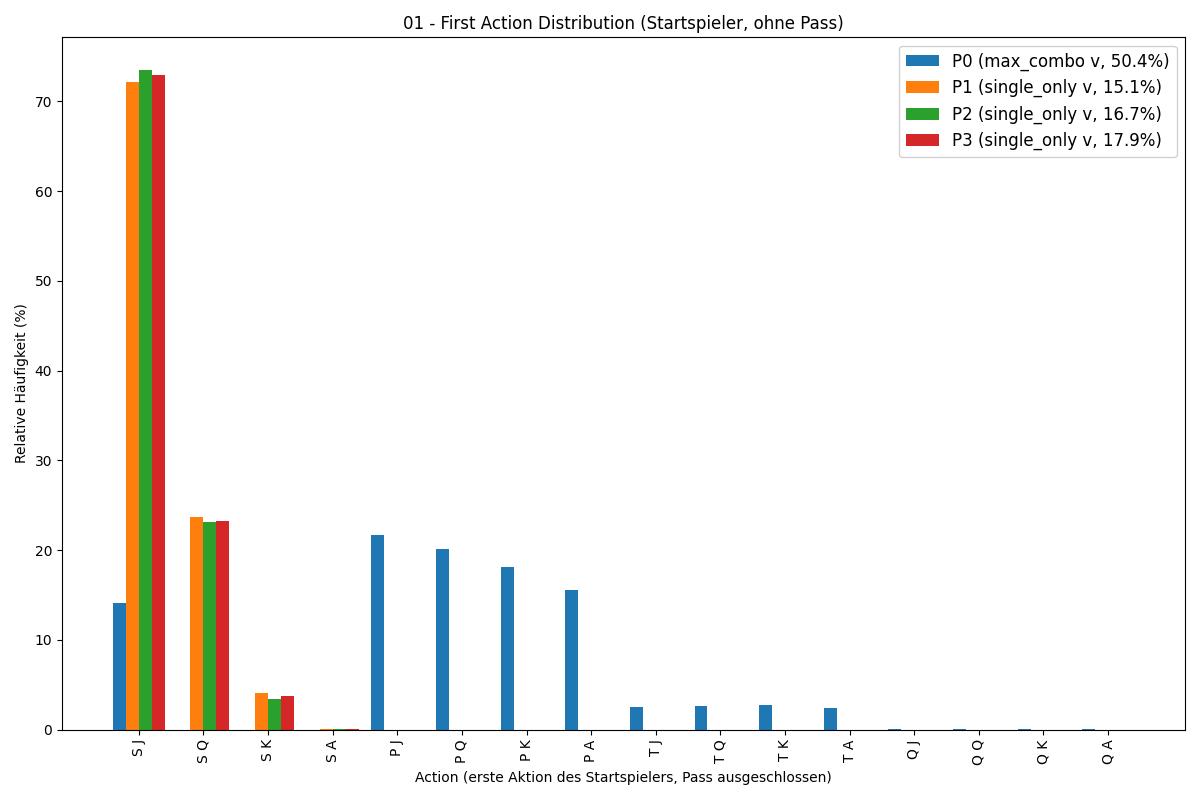 01 - First Action Distribution (Startspieler, ohne Pass)
P0 (max_combo v, 50.4%)
P1 (single_only v, 15.1%)
P2 (single_only v, 16.7%)
P3 (single_only v, 17.9%)
Relative Häufigkeit (%)
70
60
50
40
30
20
10
0
S J
S Q
S K
S A
P J
P Q
P K
P A
T J
T Q
T K
T A
Q J
Q Q
Q K
Q A
Action (erste Aktion des Startspielers, Pass ausgeschlossen)